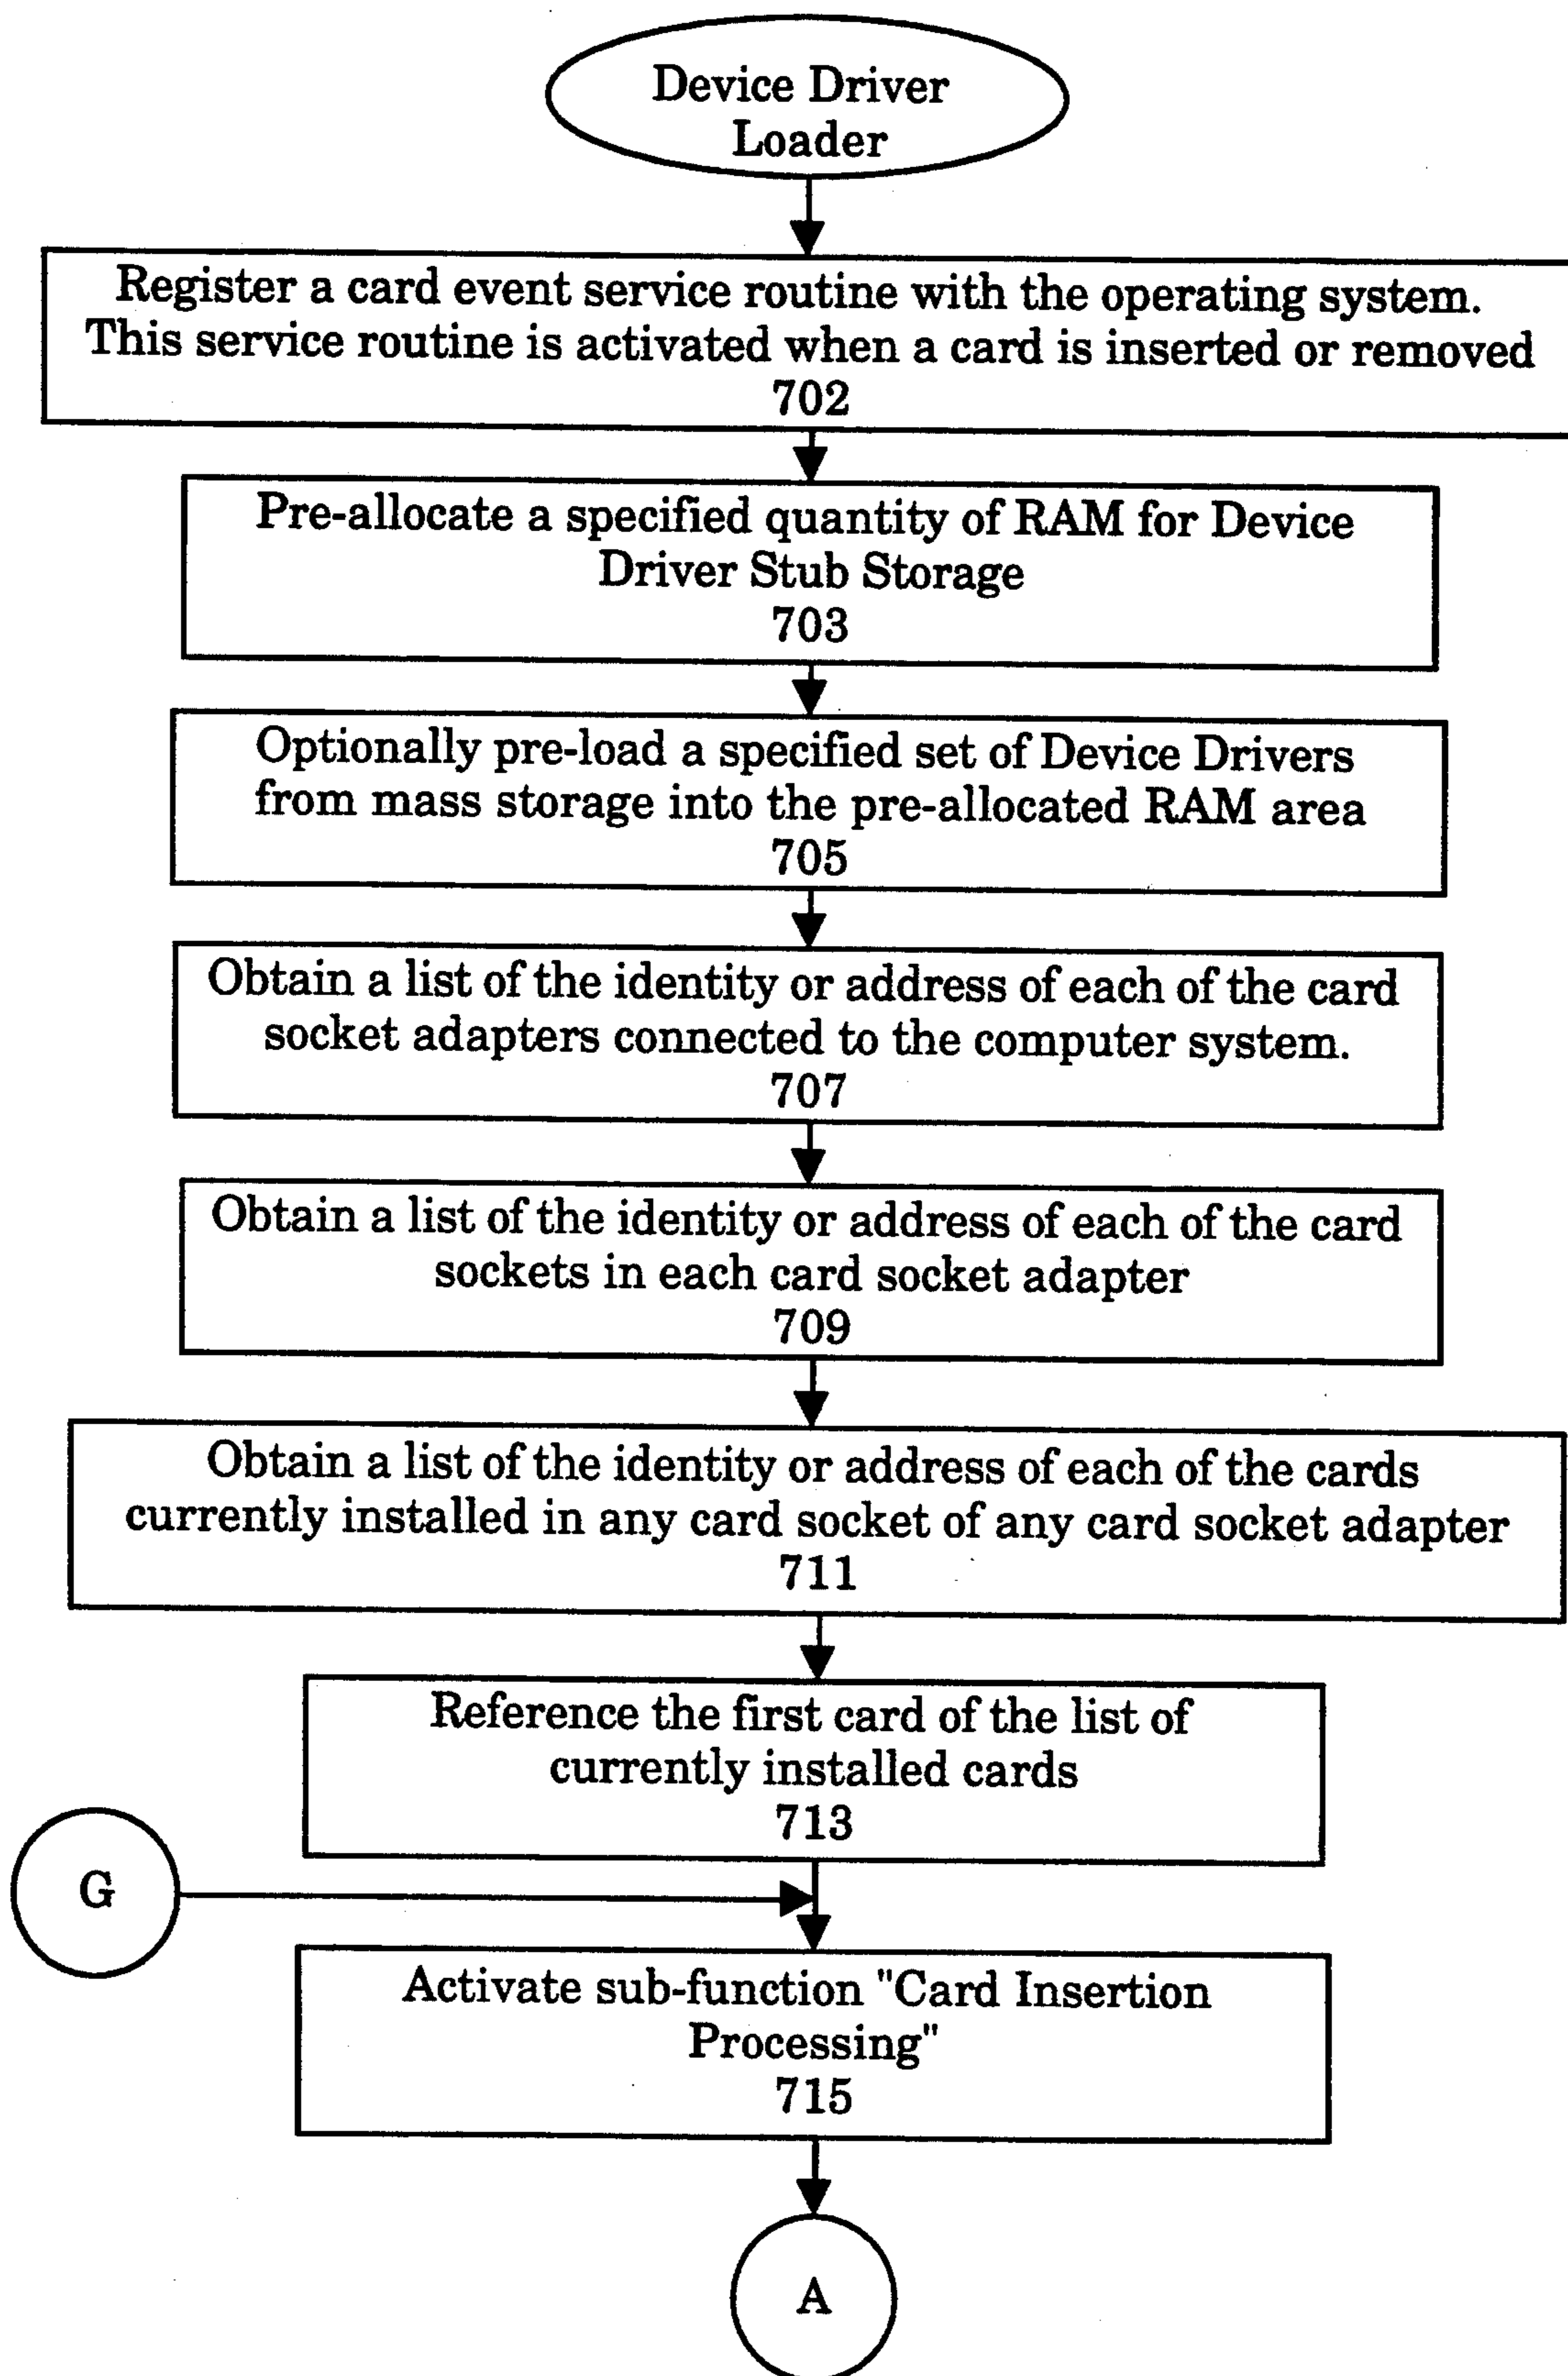 Device Driver
Loader
Register a card event service routine with the operating system.
This service routine is activated when a card is inserted or removed
702
Pre-allocate a specified quantity of RAM for Device
Driver Stub Storage
703
Optionally pre-load a specified set of Device Drivers
from mass storage into the pre-allocated RAM area
705
Obtain a list of the identity or address of each of the card
socket adapters connected to the computer system.
707
Obtain a list of the identity or address of each of the card
sockets in each card socket adapter
709
Obtain a list of the identity or address of each of the cards
currently installed in any card socket of any card socket adapter
711
Reference the first card of the list of
currently installed cards
713
G
Activate sub-function "Card Insertion
Processing"
715
A